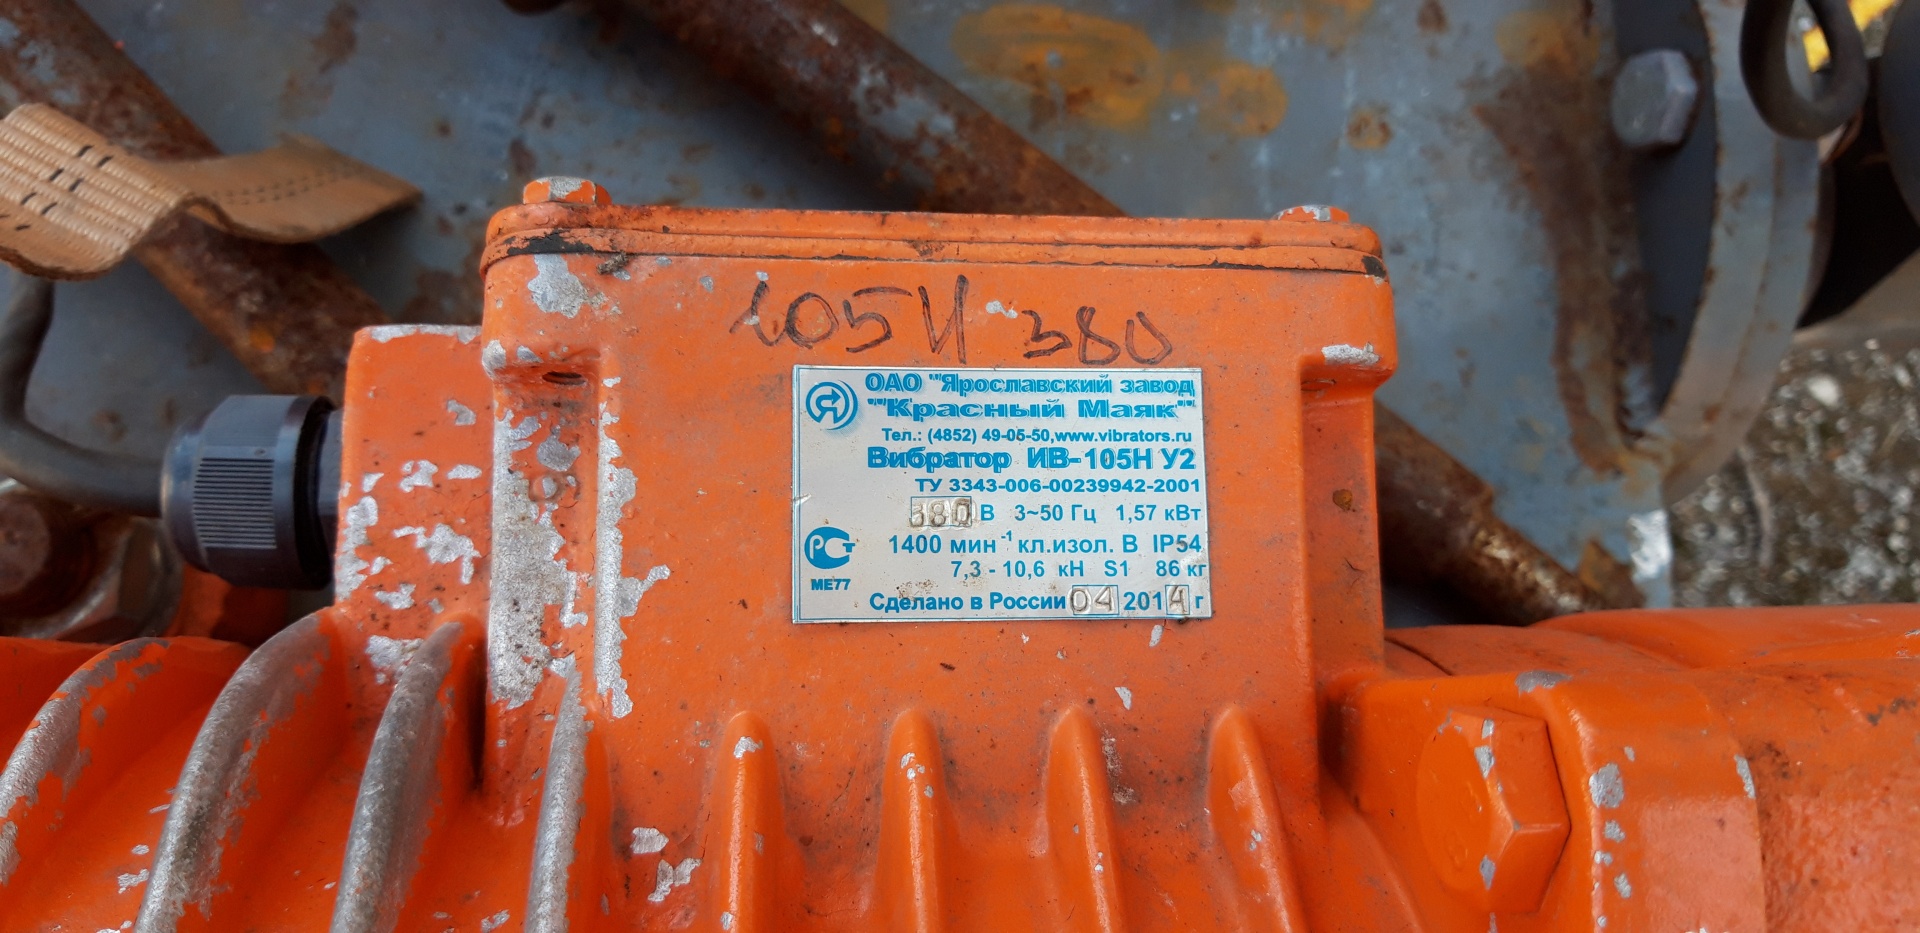 105Н 380
ОАО "Ярославский завод
"Красный Маяк"
Тел.: (4852) 49-05-50,www.vibrators.ru
Вибратор ИВ-105Н У2
ТУ 3343-006-00239942-2001
380 В 3~50 Гц 1,57 кВт
1400 мин⁻¹ кл.изол. В IP54
7,3 - 10,6 кН S1 86 кг
МЕ77
Сделано в России 04 2014 г